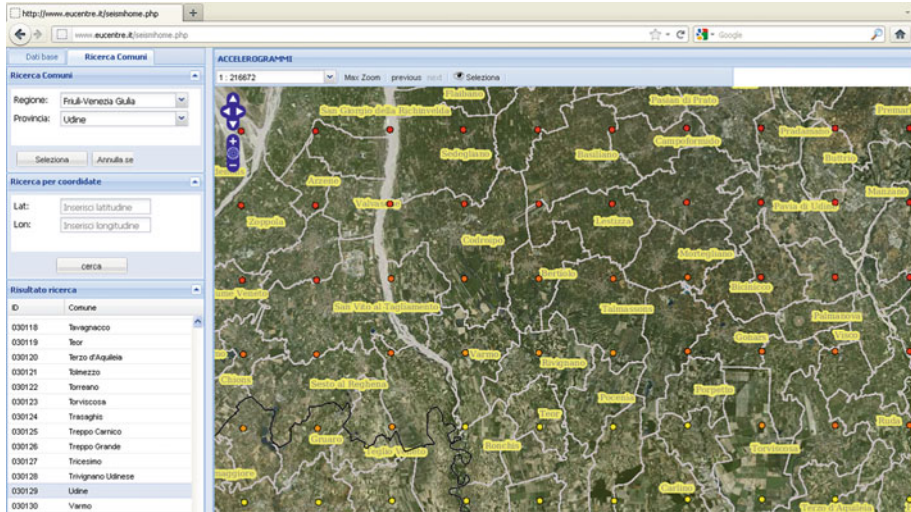 http://www.eucentre.it/seismhome.php
www.eucentre.it/seismhome.php
Google
Dati base
Ricerca Comuni
ACCELEROGRAMMI
Ricerca Comuni
1 : 216672
Max Zoom
previous
next
Seleziona
Regione:
Friuli-Venezia Giulia
Provincia:
Udine
Seleziona
Annulla se
Ricerca per coordinate
Lat:
Inserisci latitudine
Lon:
Inserisci longitudine
cerca
Risultato ricerca
ID
Comune
030118 Tavagnacco
030119 Teor
030120 Terzo d'Aquileia
030121 Tolmezzo
030122 Torreano
030123 Torviscosa
030124 Trasaghis
030125 Treppo Carnico
030126 Treppo Grande
030127 Tricesimo
030128 Trivignano Udinese
030129 Udine
030130 Varmo
Flaibano
Pasian di Prato
San Giorgio della Richinvelda
Premar
Pradamano
Campoformido
Sedegliano
Basiliano
Buttrio
Arzene
Manzano
Valvasone
Pavia di Udine
Zoppola
Lestizza
Codroipo
Mortegliano
Bertiolo
Bicinicco
ume Veneto
San Vito al Tagliamento
Talmassons
Palmanova
Gonars
Visco
Varmo
Rivignano
Chions
Sesto al Reghena
Porpetto
Pocenia
Teor
Ruda
Gruaro
Ronchis
Teglio Veneto
Torviscosa
maggiore
Carlino
Terzo d'Aquileia